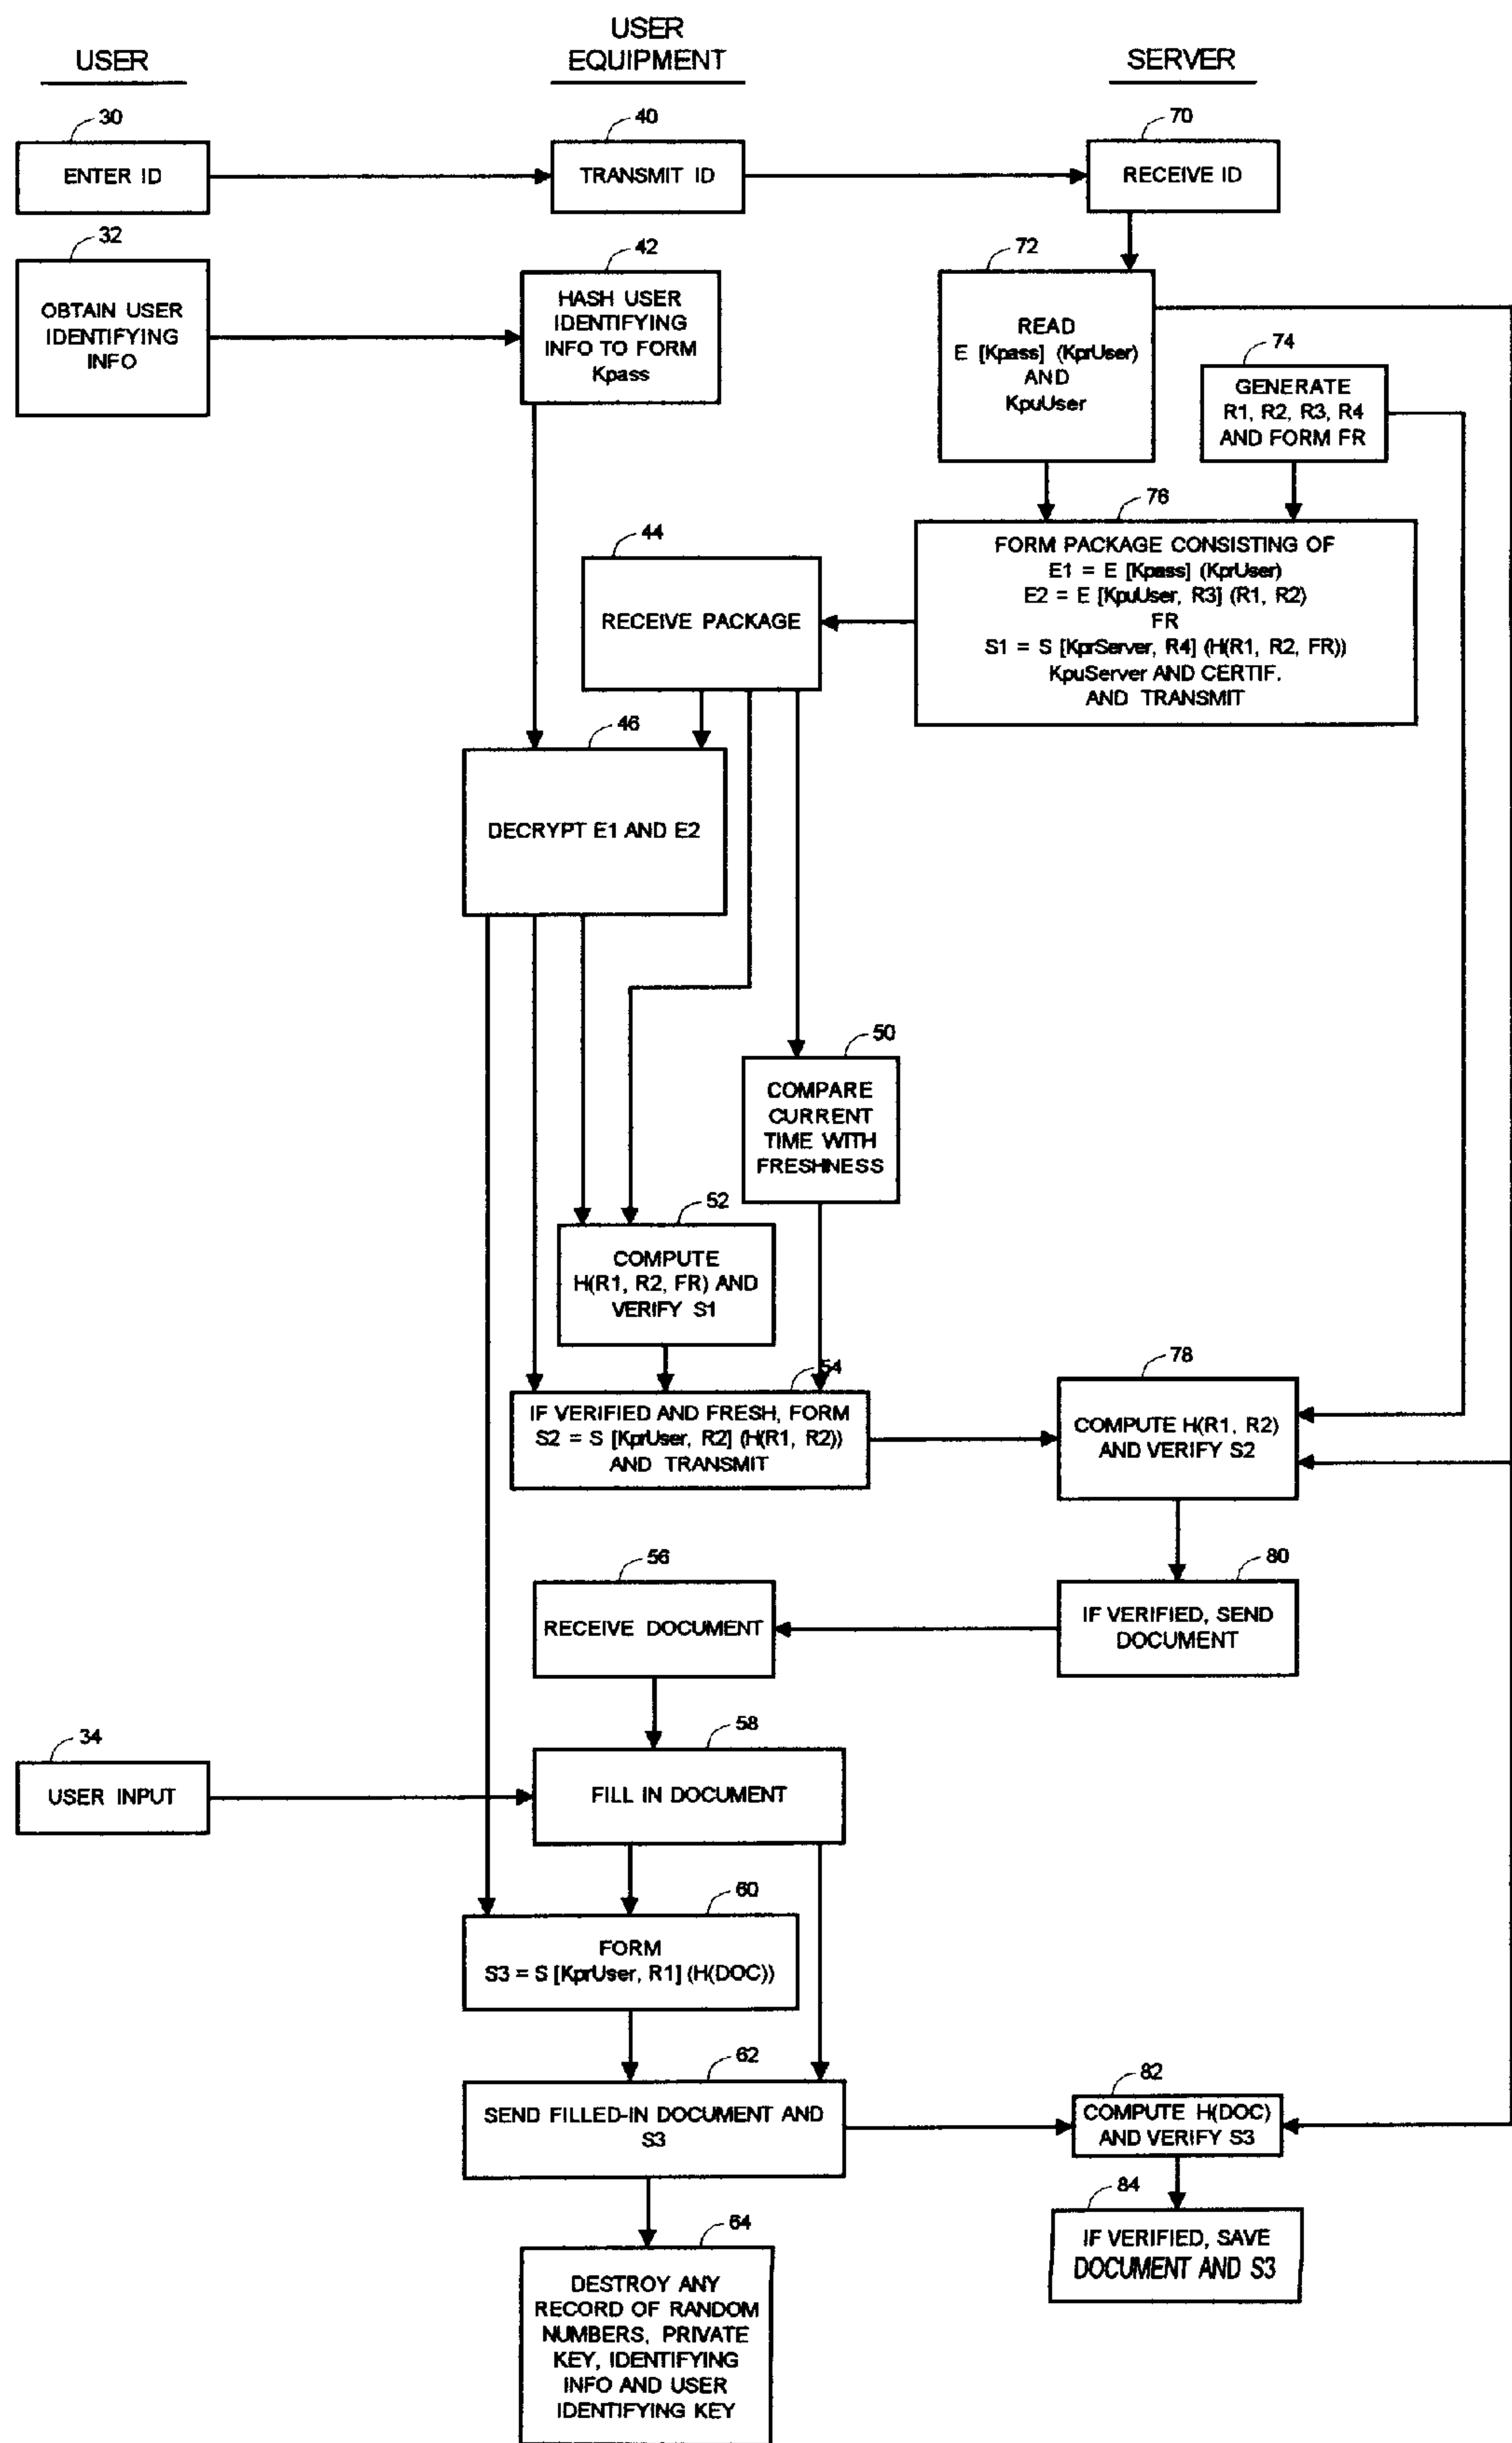 USER
USER
EQUIPMENT
SERVER
30
ENTER ID
40
TRANSMIT ID
70
RECEIVE ID
32
OBTAIN USER
IDENTIFYING
INFO
42
HASH USER
IDENTIFYING
INFO TO FORM
Kpass
72
READ
E [Kpass] (KprUser)
AND
KpuUser
74
GENERATE
R1, R2, R3, R4
AND FORM FR
76
FORM PACKAGE CONSISTING OF
E1 = E [Kpass] (KprUser)
E2 = E [KpuUser, R3] (R1, R2)
FR
S1 = S [KprServer, R4] (H(R1, R2, FR))
KpuServer AND CERTIF.
AND TRANSMIT
44
RECEIVE PACKAGE
46
DECRYPT E1 AND E2
50
COMPARE
CURRENT
TIME WITH
FRESHNESS
52
COMPUTE
H(R1, R2, FR) AND
VERIFY S1
54
IF VERIFIED AND FRESH, FORM
S2 = S [KprUser, R2] (H(R1, R2))
AND TRANSMIT
78
COMPUTE H(R1, R2)
AND VERIFY S2
80
IF VERIFIED, SEND
DOCUMENT
56
RECEIVE DOCUMENT
34
USER INPUT
58
FILL IN DOCUMENT
60
FORM
S3 = S [KprUser, R1] (H(DOC))
62
SEND FILLED-IN DOCUMENT AND
S3
82
COMPUTE H(DOC)
AND VERIFY S3
84
IF VERIFIED, SAVE
DOCUMENT AND S3
64
DESTROY ANY
RECORD OF RANDOM
NUMBERS, PRIVATE
KEY, IDENTIFYING
INFO AND USER
IDENTIFYING KEY